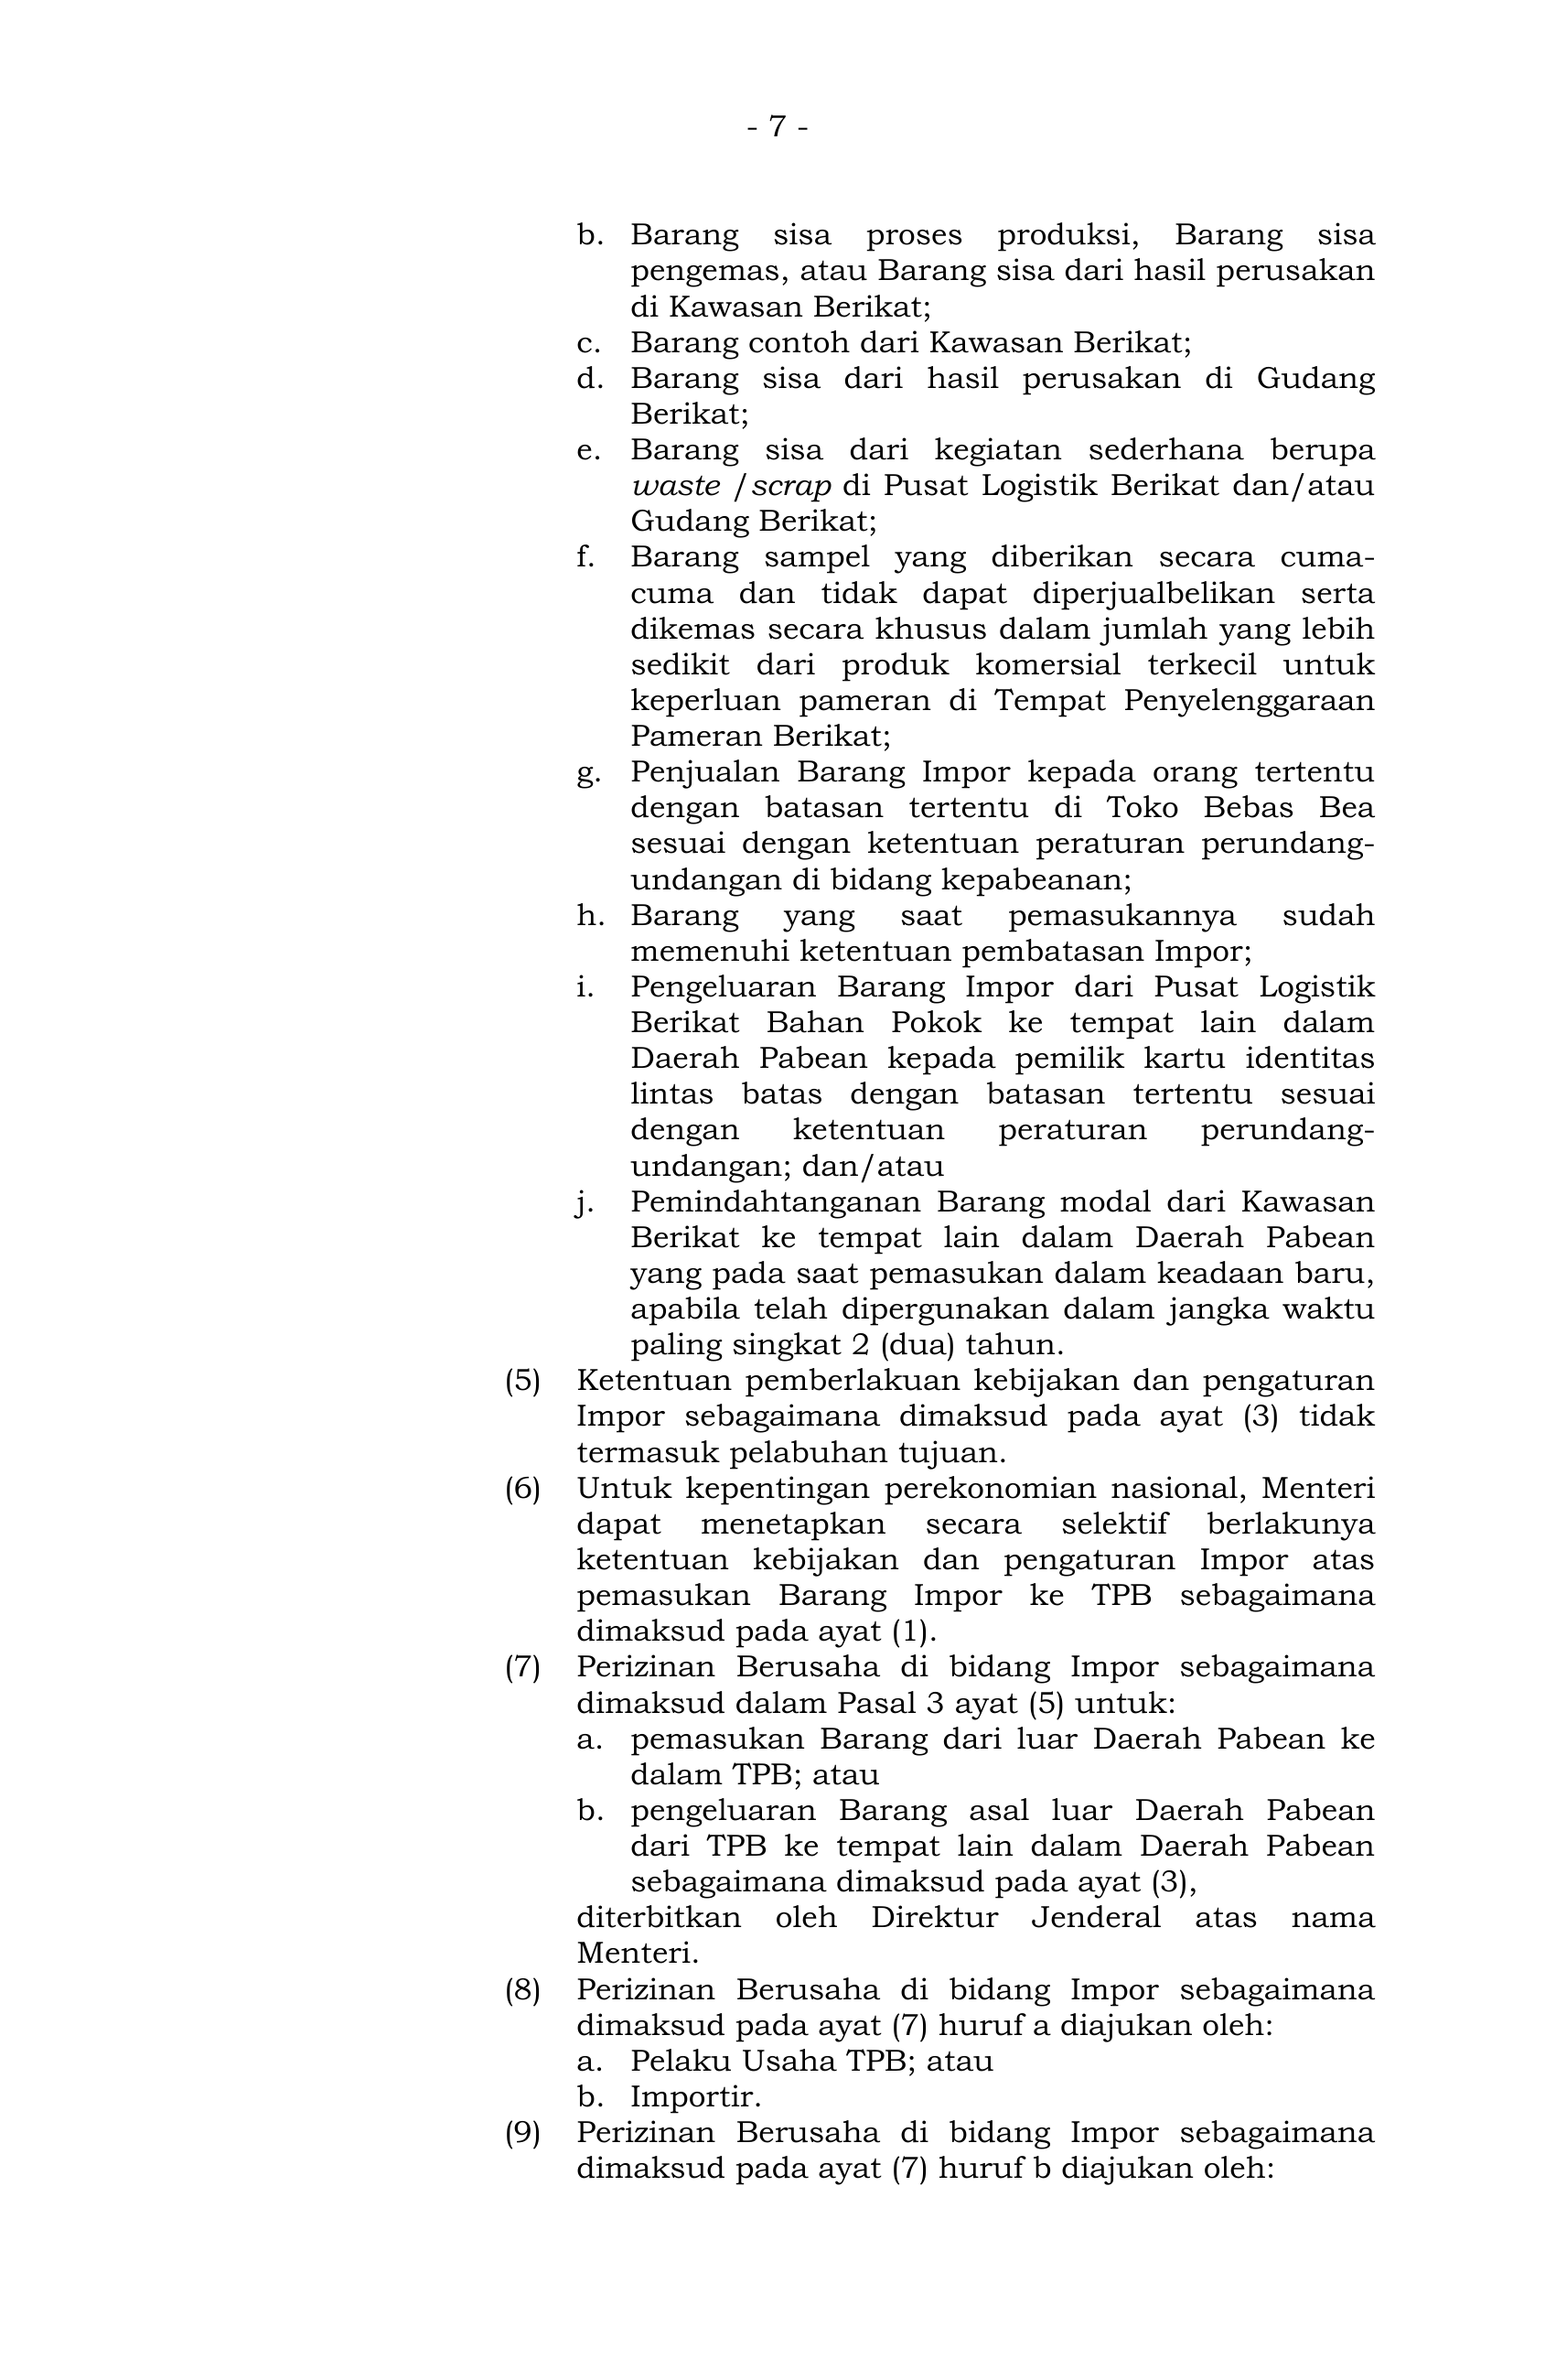 - 7 -
b. Barang sisa proses produksi, Barang sisa
pengemas, atau Barang sisa dari hasil perusakan
di Kawasan Berikat;
c. Barang contoh dari Kawasan Berikat;
d. Barang sisa dari hasil perusakan di Gudang
Berikat;
e. Barang sisa dari kegiatan sederhana berupa
waste /scrap di Pusat Logistik Berikat dan/atau
Gudang Berikat;
f. Barang sampel yang diberikan secara cuma-
cuma dan tidak dapat diperjualbelikan serta
dikemas secara khusus dalam jumlah yang lebih
sedikit dari produk komersial terkecil untuk
keperluan pameran di Tempat Penyelenggaraan
Pameran Berikat;
g. Penjualan Barang Impor kepada orang tertentu
dengan batasan tertentu di Toko Bebas Bea
sesuai dengan ketentuan peraturan perundang-
undangan di bidang kepabeanan;
h. Barang yang saat pemasukannya sudah
memenuhi ketentuan pembatasan Impor;
i. Pengeluaran Barang Impor dari Pusat Logistik
Berikat Bahan Pokok ke tempat lain dalam
Daerah Pabean kepada pemilik kartu identitas
lintas batas dengan batasan tertentu sesuai
dengan ketentuan peraturan perundang-
undangan; dan/atau
j. Pemindahtanganan Barang modal dari Kawasan
Berikat ke tempat lain dalam Daerah Pabean
yang pada saat pemasukan dalam keadaan baru,
apabila telah dipergunakan dalam jangka waktu
paling singkat 2 (dua) tahun.
(5) Ketentuan pemberlakuan kebijakan dan pengaturan
Impor sebagaimana dimaksud pada ayat (3) tidak
termasuk pelabuhan tujuan.
(6) Untuk kepentingan perekonomian nasional, Menteri
dapat menetapkan secara selektif berlakunya
ketentuan kebijakan dan pengaturan Impor atas
pemasukan Barang Impor ke TPB sebagaimana
dimaksud pada ayat (1).
(7) Perizinan Berusaha di bidang Impor sebagaimana
dimaksud dalam Pasal 3 ayat (5) untuk:
a. pemasukan Barang dari luar Daerah Pabean ke
dalam TPB; atau
b. pengeluaran Barang asal luar Daerah Pabean
dari TPB ke tempat lain dalam Daerah Pabean
sebagaimana dimaksud pada ayat (3),
diterbitkan oleh Direktur Jenderal atas nama
Menteri.
(8) Perizinan Berusaha di bidang Impor sebagaimana
dimaksud pada ayat (7) huruf a diajukan oleh:
a. Pelaku Usaha TPB; atau
b. Importir.
(9) Perizinan Berusaha di bidang Impor sebagaimana
dimaksud pada ayat (7) huruf b diajukan oleh: